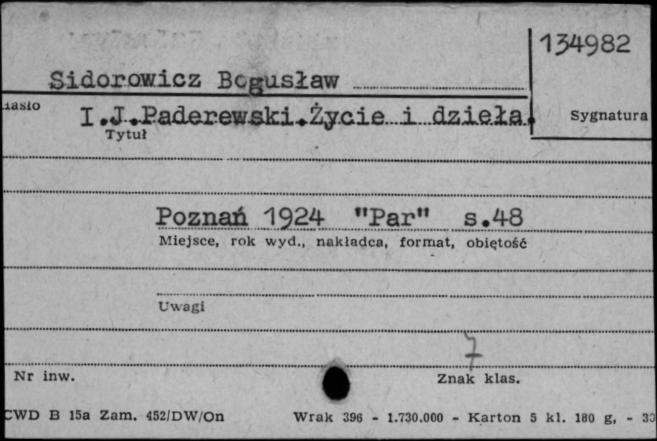 134982
Sidorowicz Bogusław
I.J.Paderewski.Życie i dzieła.
Sygnatura
Tytuł
Poznań 1924 "Par" s.48
Miejsce, rok wyd., nakładca, format, objętość
Uwagi
7
Nr inw.
Znak klas.
CWD B 15a Zam. 452/DW/On Wrak 396 - 1.730.000 - Karton 5 kl. 180 g, -